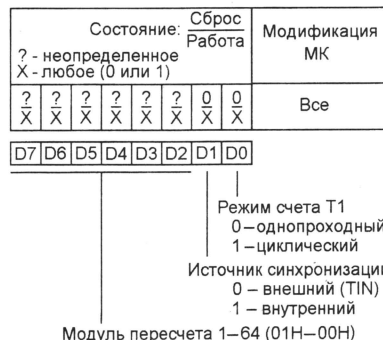 Состояние: Сброс
Работа
? - неопределенное
X - любое (0 или 1)
Модификация
МК
? ? ? ? ? ? 0 0
X X X X X X X X
Все
D7 D6 D5 D4 D3 D2 D1 D0
Режим счета Т1
0 – однопроходный
1 – циклический
Источник синхронизаци
0 – внешний (TIN)
1 – внутренний
Модуль пересчета 1–64 (01H–00H)